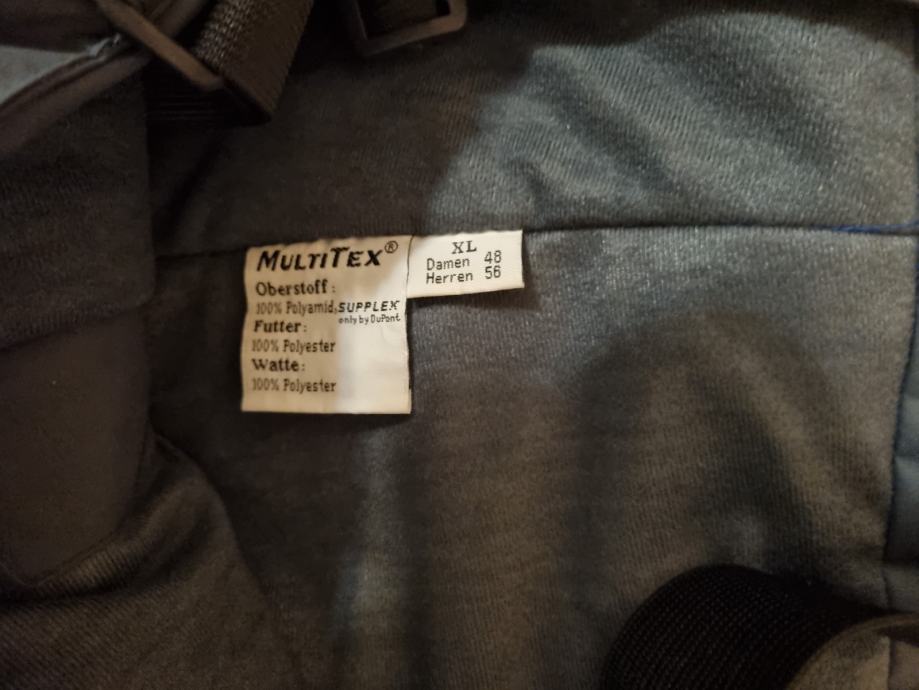 MULTITEX®
Oberstoff:
100% Polyamid, SUPPLEX
only by DuPont
Futter:
100% Polyester
Watte:
100% Polyester
XL
Damen 48
Herren 56